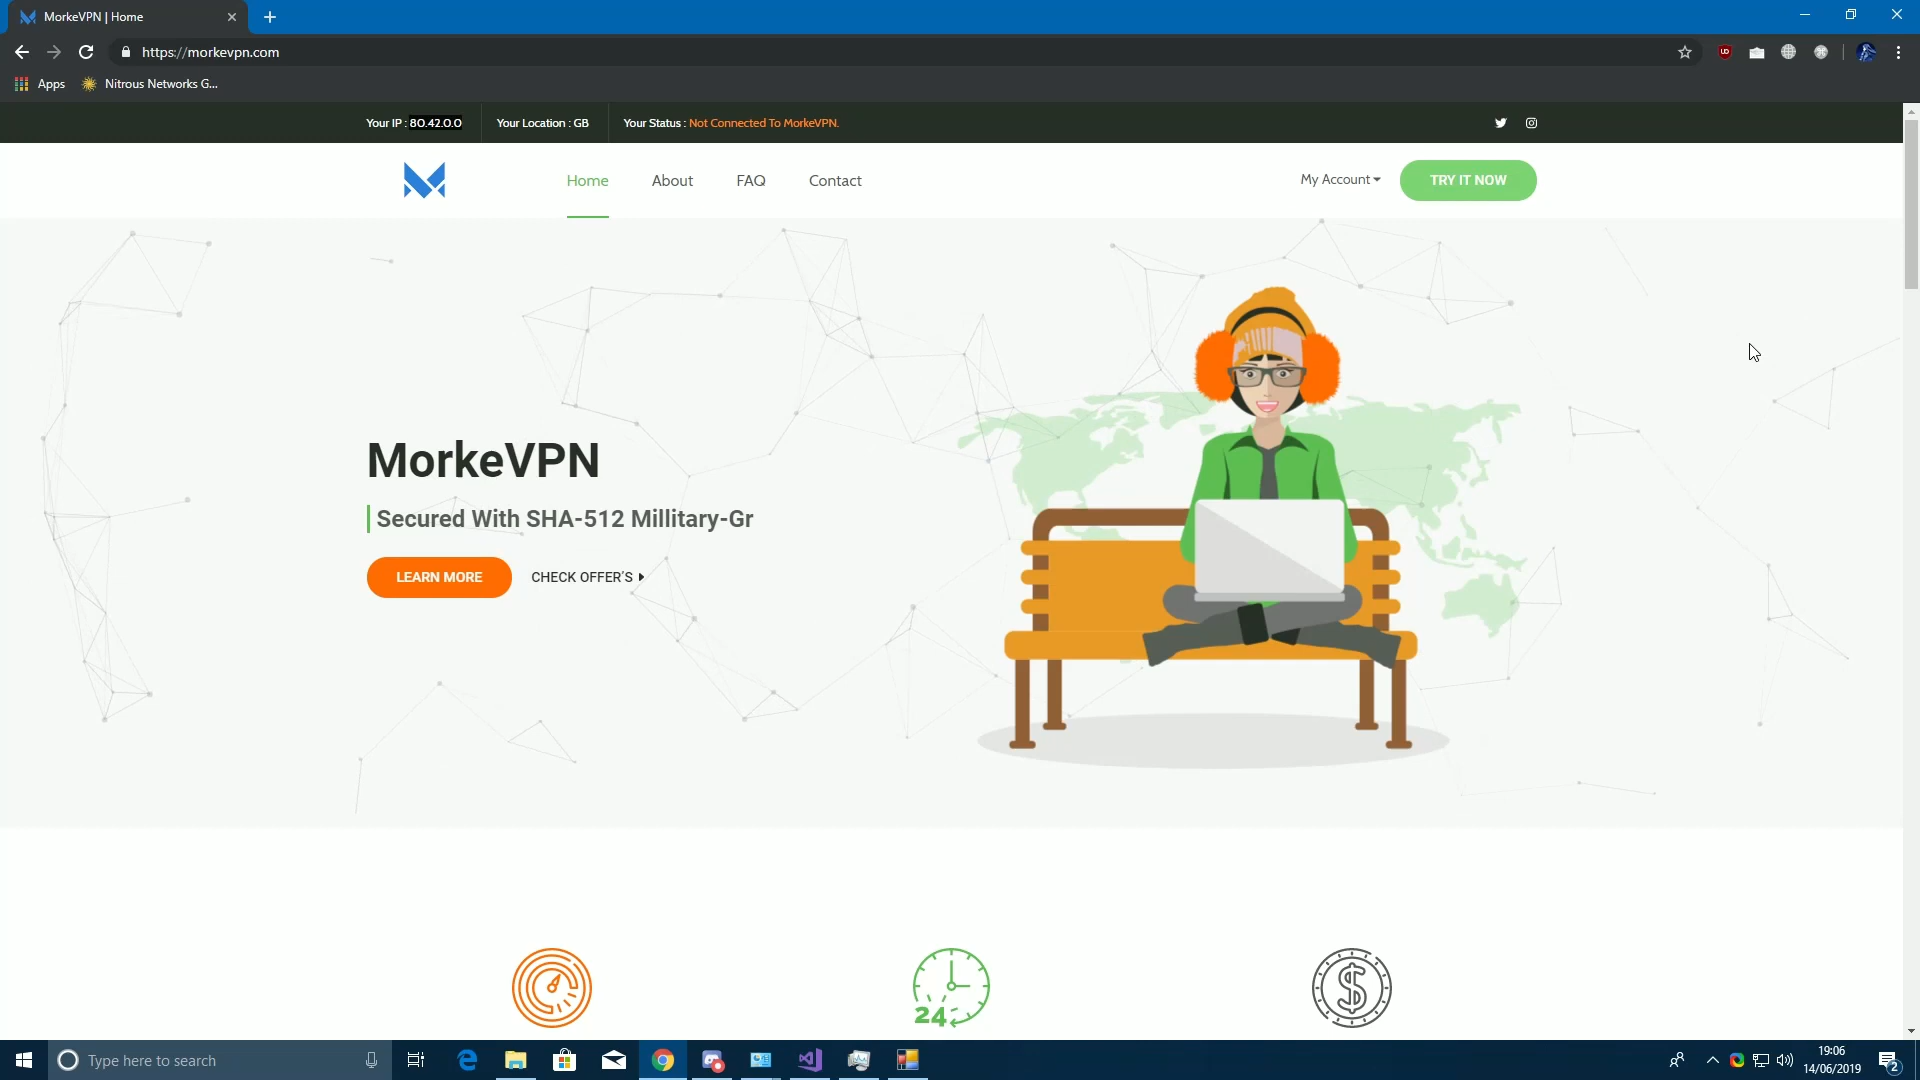 MorkeVPN | Home
https://morkevpn.com
Apps
Nitrous Networks G...
Your IP : 80.42.0.0
Your Location : GB
Your Status : Not Connected To MorkeVPN.
Home
About
FAQ
Contact
My Account
TRY IT NOW
MorkeVPN
Secured With SHA-512 Millitary-Gr
LEARN MORE
CHECK OFFER'S
24
$
Type here to search
19:06
14/06/2019
2